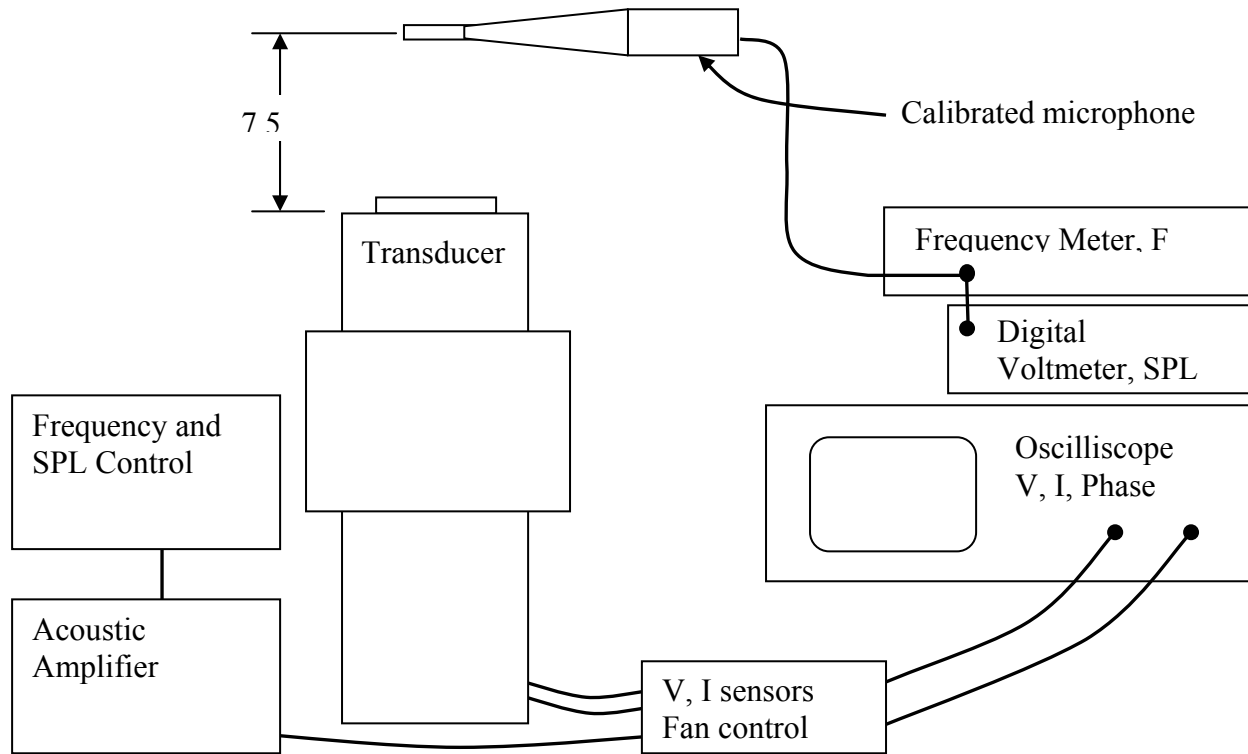 Calibrated microphone
7.5
Transducer
Frequency Meter, F
Digital
Voltmeter, SPL
Frequency and
SPL Control
Oscilliscope
V, I, Phase
Acoustic
Amplifier
V, I sensors
Fan control